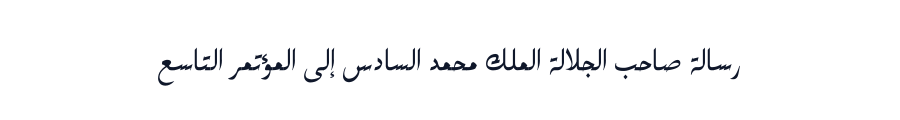 رسالة صاحب الجلالة الملك محمد السادس إلى المؤتمر التاسع